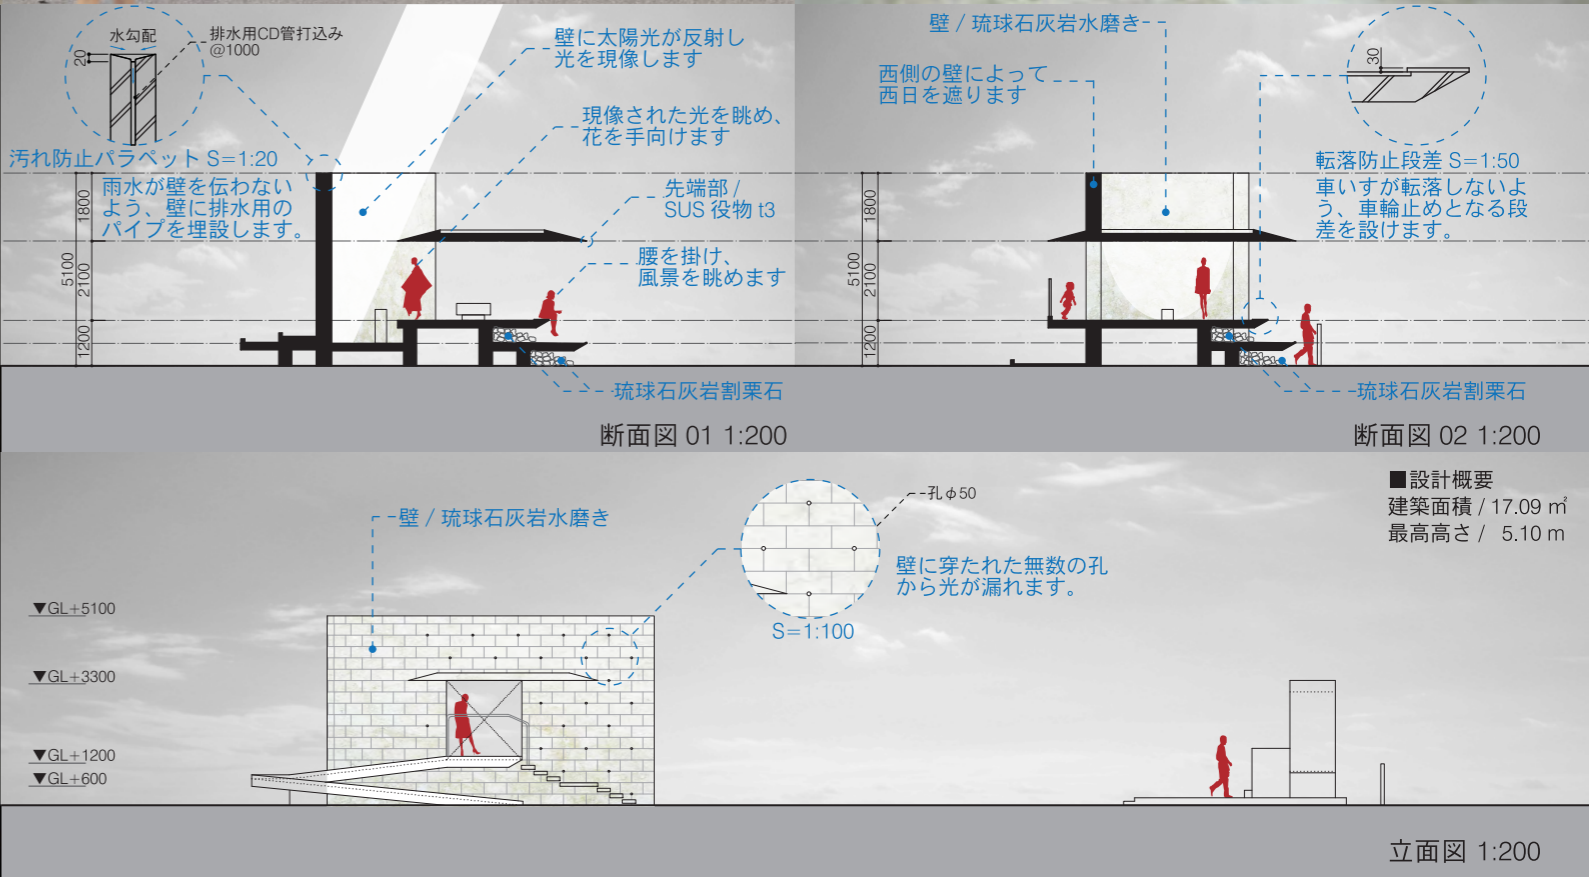 水勾配
排水用CD管打込み
@1000
20
汚れ防止パラペット S=1:20
雨水が壁を伝わない
よう、壁に排水用の
パイプを埋設します。
壁に太陽光が反射し
光を現像します
現像された光を眺め、
花を手向けます
先端部 /
SUS 役物 t3
腰を掛け、
風景を眺めます
5100
1800
2100
1200
琉球石灰岩割栗石
断面図 01 1:200
壁 / 琉球石灰岩水磨き
西側の壁によって
西日を遮ります
30
転落防止段差 S=1:50
車いすが転落しないよ
う、車輪止めとなる段
差を設けます。
5100
1800
2100
1200
琉球石灰岩割栗石
断面図 02 1:200
■設計概要
建築面積 / 17.09 ㎡
最高高さ / 5.10 m
壁 / 琉球石灰岩水磨き
孔φ50
壁に穿たれた無数の孔
から光が漏れます。
S=1:100
▼GL+5100
▼GL+3300
▼GL+1200
▼GL+600
立面図 1:200